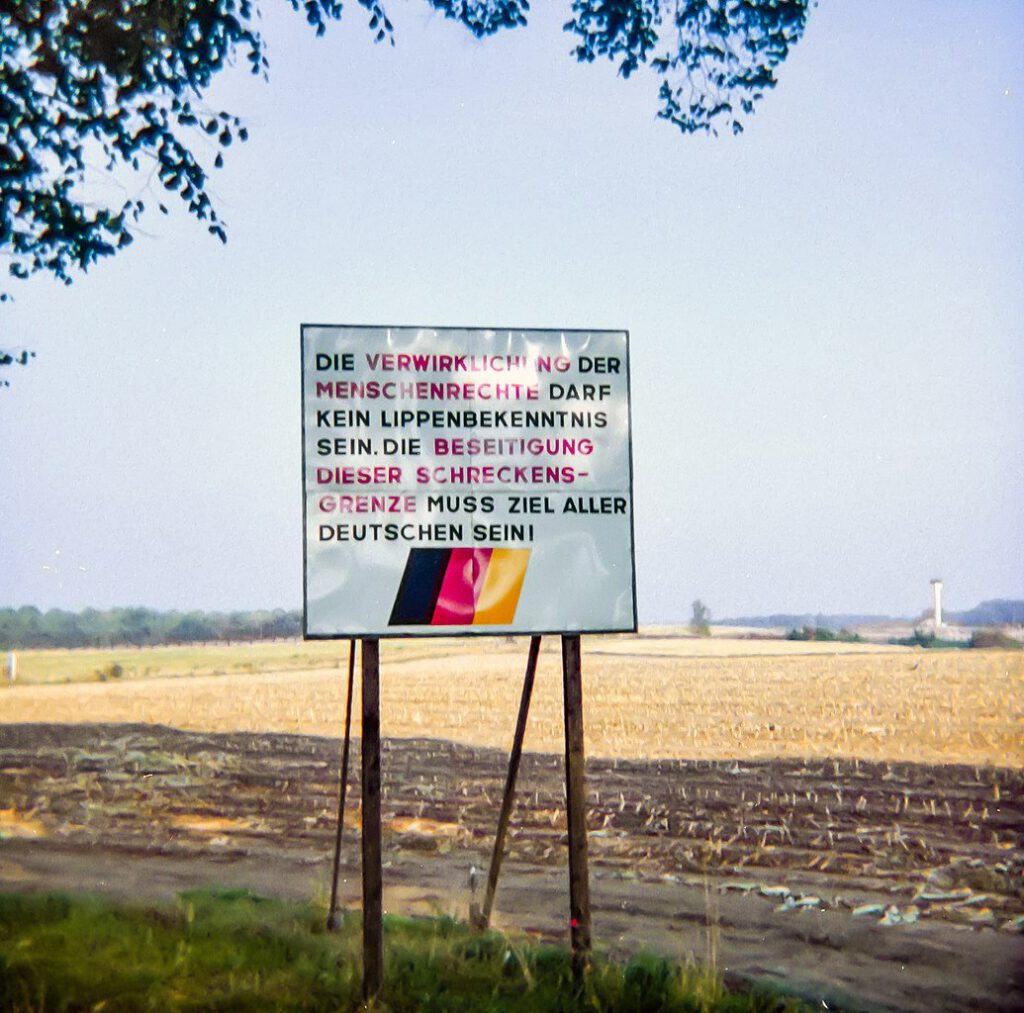 DIE VERWIRKLICHUNG DER
MENSCHENRECHTE DARF
KEIN LIPPENBEKENNTNIS
SEIN. DIE BESEITIGUNG
DIESER SCHRECKENS-
GRENZE MUSS ZIEL ALLER
DEUTSCHEN SEIN!